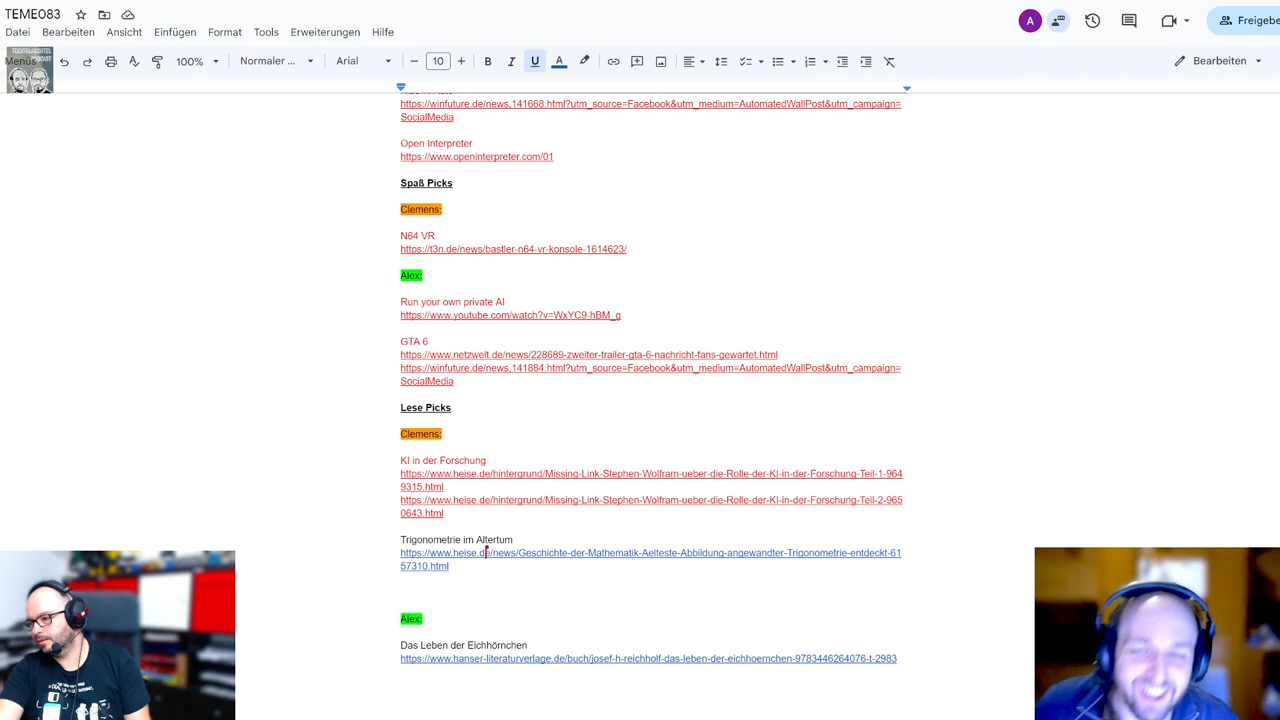 TEME083
Datei Bearbeiten Ansicht Einfügen Format Tools Erweiterungen Hilfe
Freigebe
A
TECHTELMECHTEL
PODCAST
Menüs
100%
Normaler ...
Arial
10
Bearbeiten
https://winfuture.de/news,141668.html?utm_source=Facebook&utm_medium=AutomatedWallPost&utm_campaign=
SocialMedia
Open Interpreter
https://www.openinterpreter.com/01
Spaß Picks
Clemens:
N64 VR
https://t3n.de/news/bastler-n64-vr-konsole-1614623/
Alex:
Run your own private AI
https://www.youtube.com/watch?v=WxYC9-hBM_g
GTA 6
https://www.netzwelt.de/news/228689-zweiter-trailer-gta-6-nachricht-fans-gewartet.html
https://winfuture.de/news,141884.html?utm_source=Facebook&utm_medium=AutomatedWallPost&utm_campaign=
SocialMedia
Lese Picks
Clemens:
KI in der Forschung
https://www.heise.de/hintergrund/Missing-Link-Stephen-Wolfram-ueber-die-Rolle-der-KI-in-der-Forschung-Teil-1-964
9315.html
https://www.heise.de/hintergrund/Missing-Link-Stephen-Wolfram-ueber-die-Rolle-der-KI-in-der-Forschung-Teil-2-965
0643.html
Trigonometrie im Altertum
https://www.heise.de/news/Geschichte-der-Mathematik-Aelteste-Abbildung-angewandter-Trigonometrie-entdeckt-61
57310.html
Alex:
Das Leben der Eichhörnchen
https://www.hanser-literaturverlage.de/buch/josef-h-reichholf-das-leben-der-eichhoernchen-9783446264076-t-2983